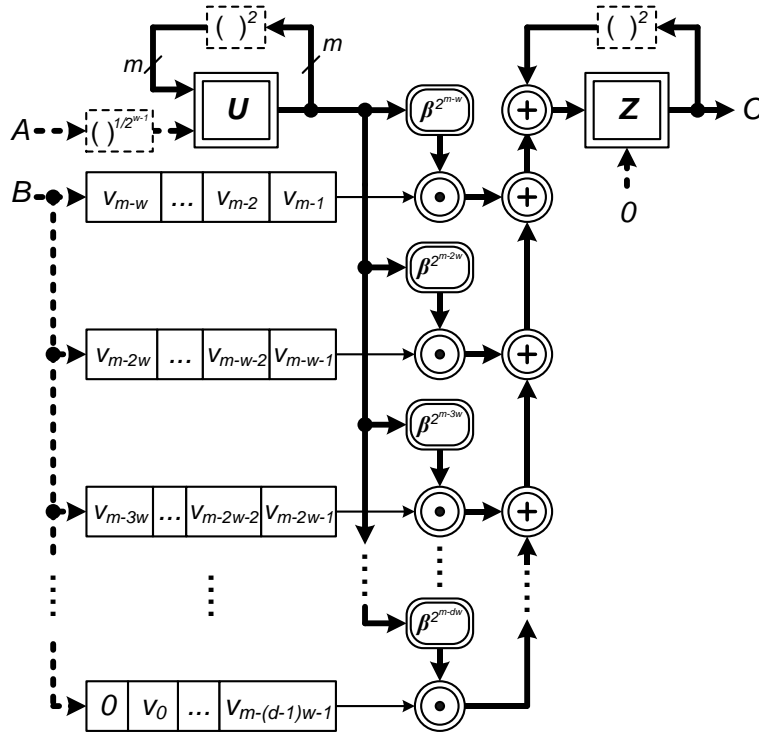 ( )² ( )²
m m
A ( )^{1/2^{w-1}} U β^{2^{m-w}} + Z C
B v_{m-w} ... v_{m-2} v_{m-1} +
0
β^{2^{m-2w}}
v_{m-2w} ... v_{m-w-2} v_{m-w-1} +
β^{2^{m-3w}}
v_{m-3w} ... v_{m-2w-2} v_{m-2w-1} +
β^{2^{m-dw}}
0 v_0 ... v_{m-(d-1)w-1}